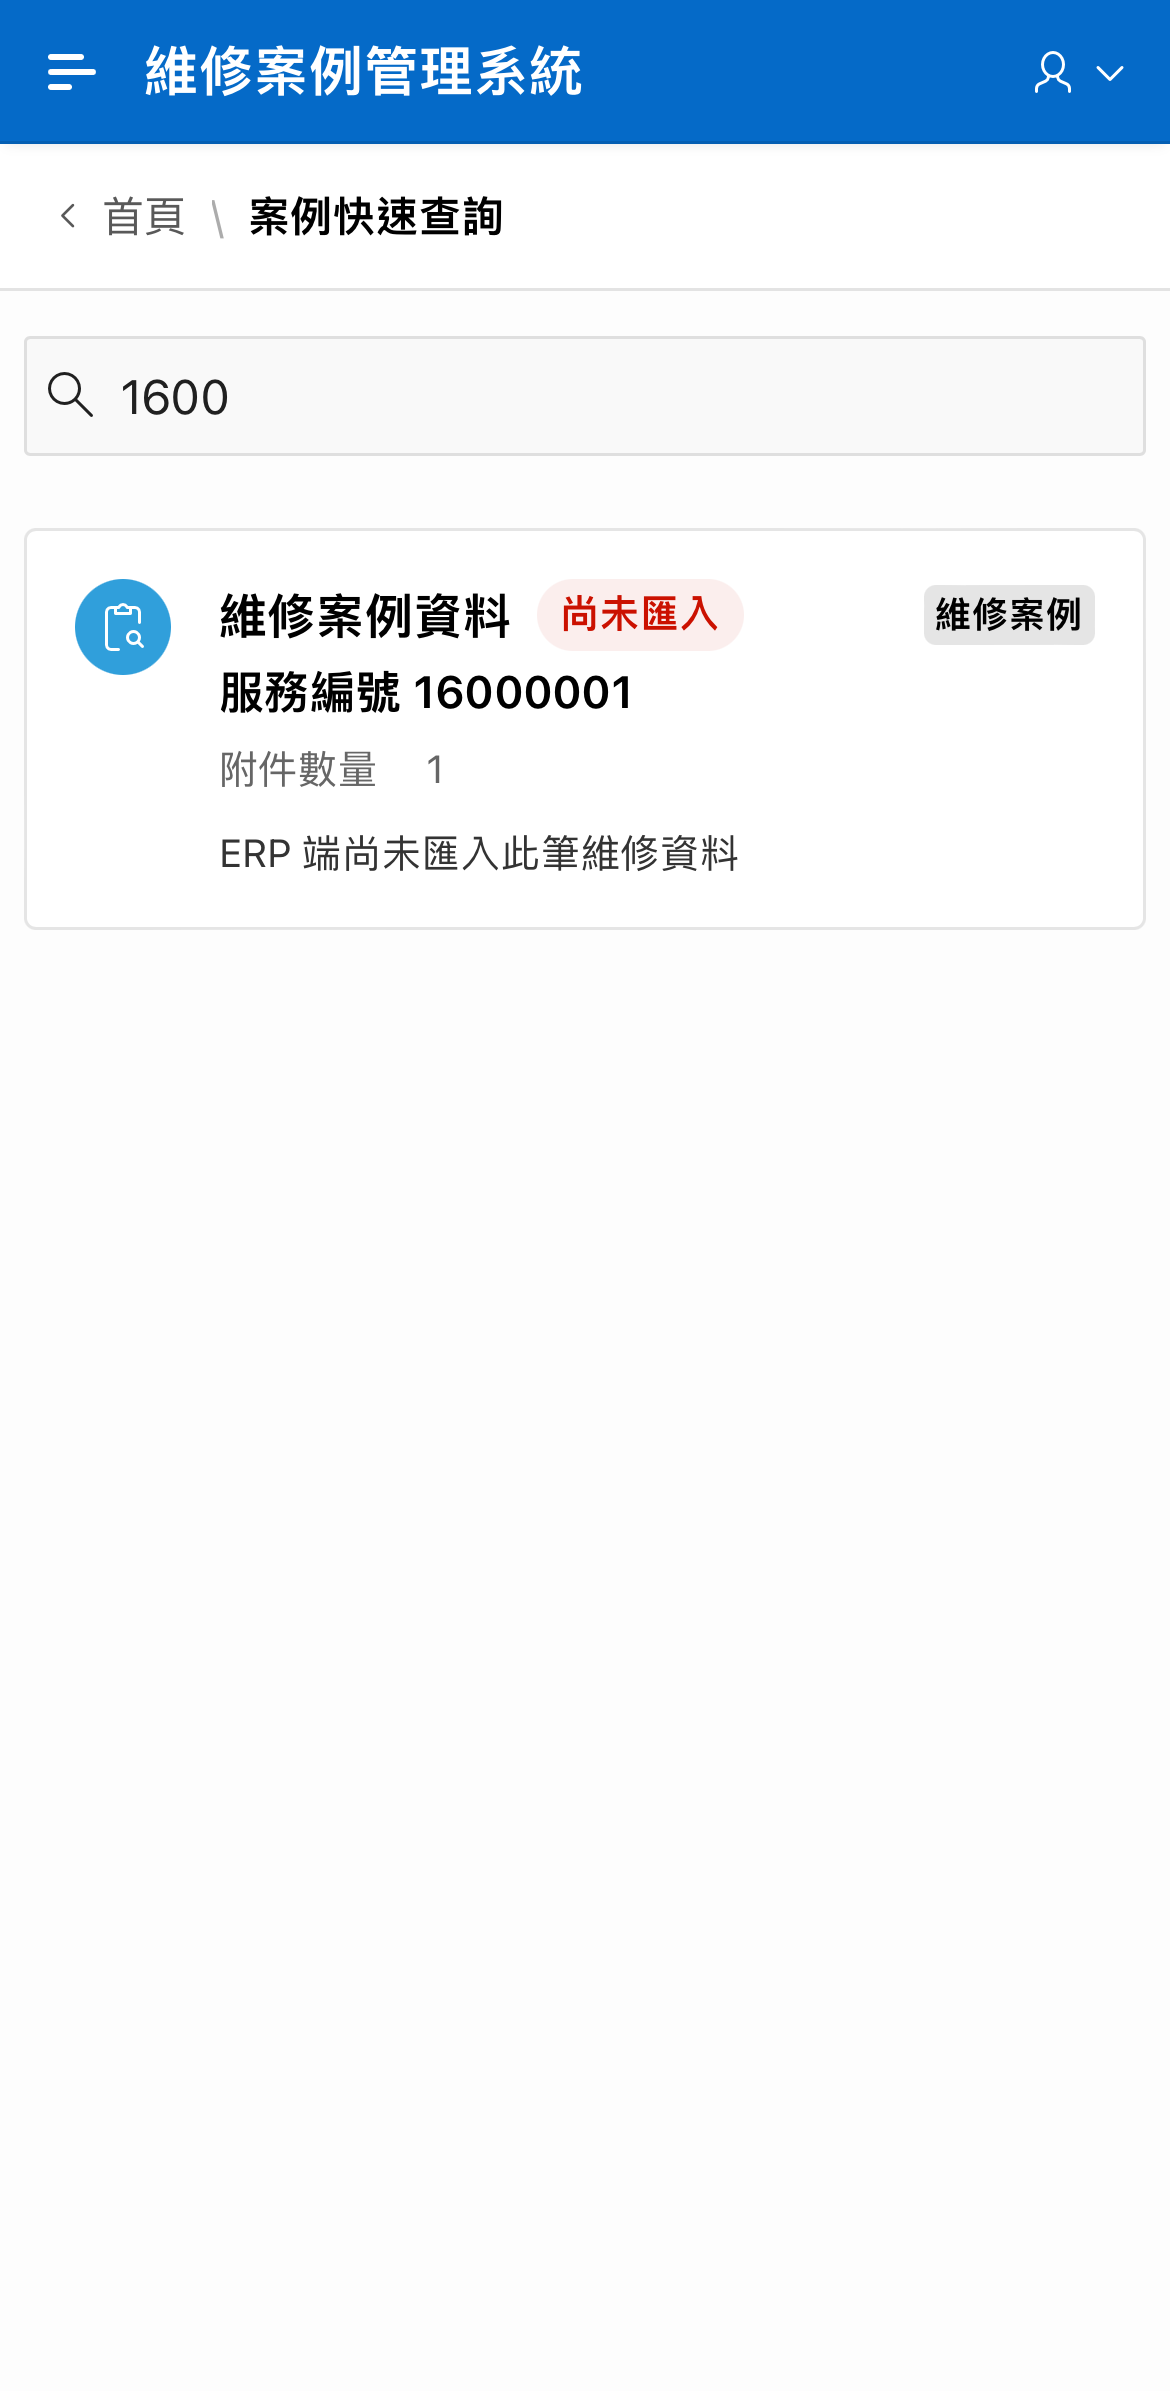 維修案例管理系統
首頁 \ 案例快速查詢
1600
維修案例資料 尚未匯入 維修案例
服務編號 16000001
附件數量 1
ERP 端尚未匯入此筆維修資料